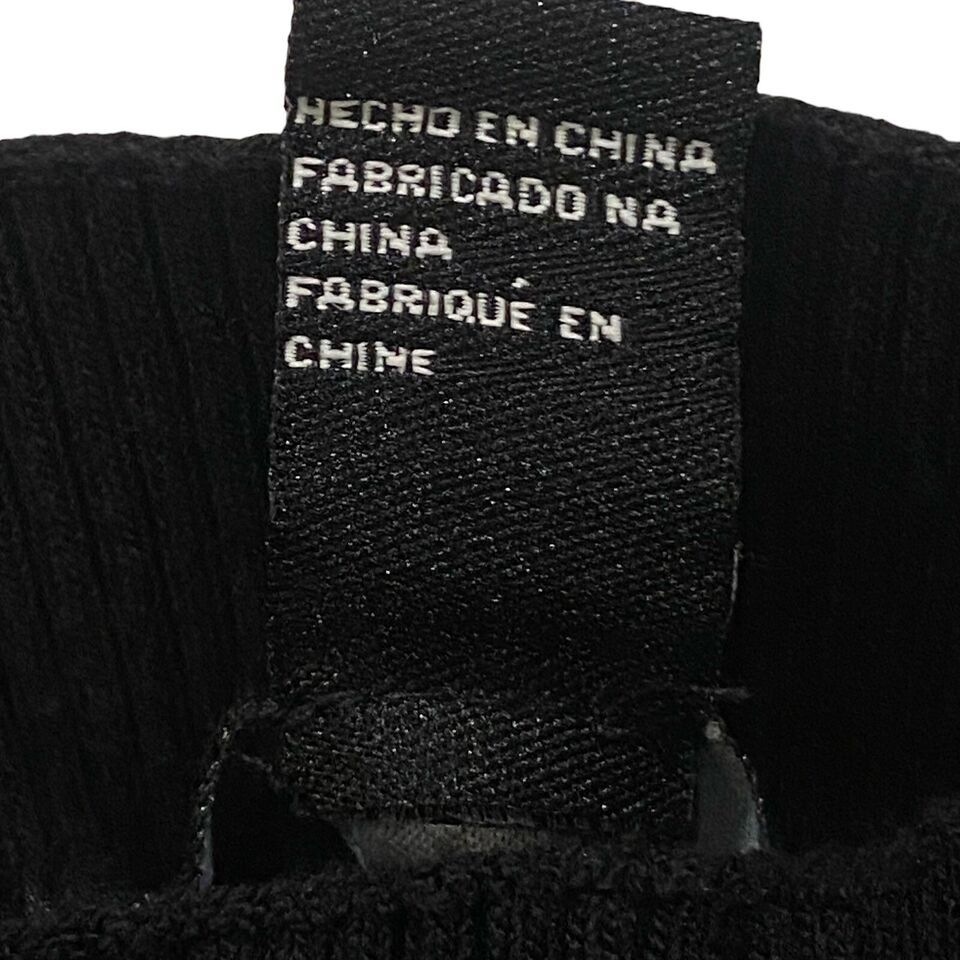 HECHO EN CHINA
FABRICADO NA
CHINA
FABRIQUÉ EN
CHINE